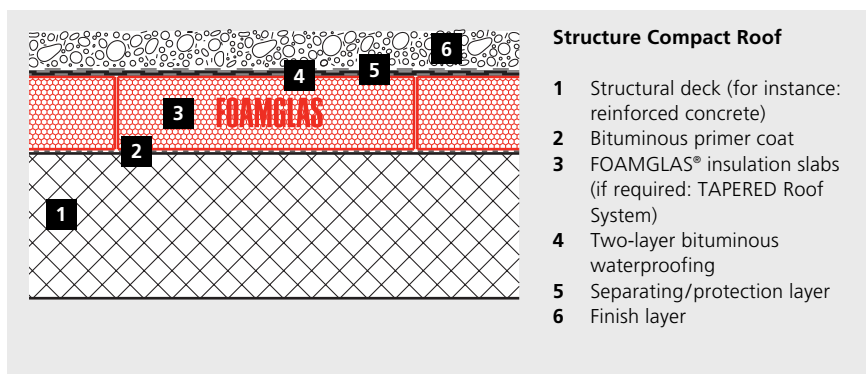 6
5
4
3
FOAMGLAS
2
1
Structure Compact Roof
1 Structural deck (for instance:
reinforced concrete)
2 Bituminous primer coat
3 FOAMGLAS® insulation slabs
(if required: TAPERED Roof
System)
4 Two-layer bituminous
waterproofing
5 Separating/protection layer
6 Finish layer